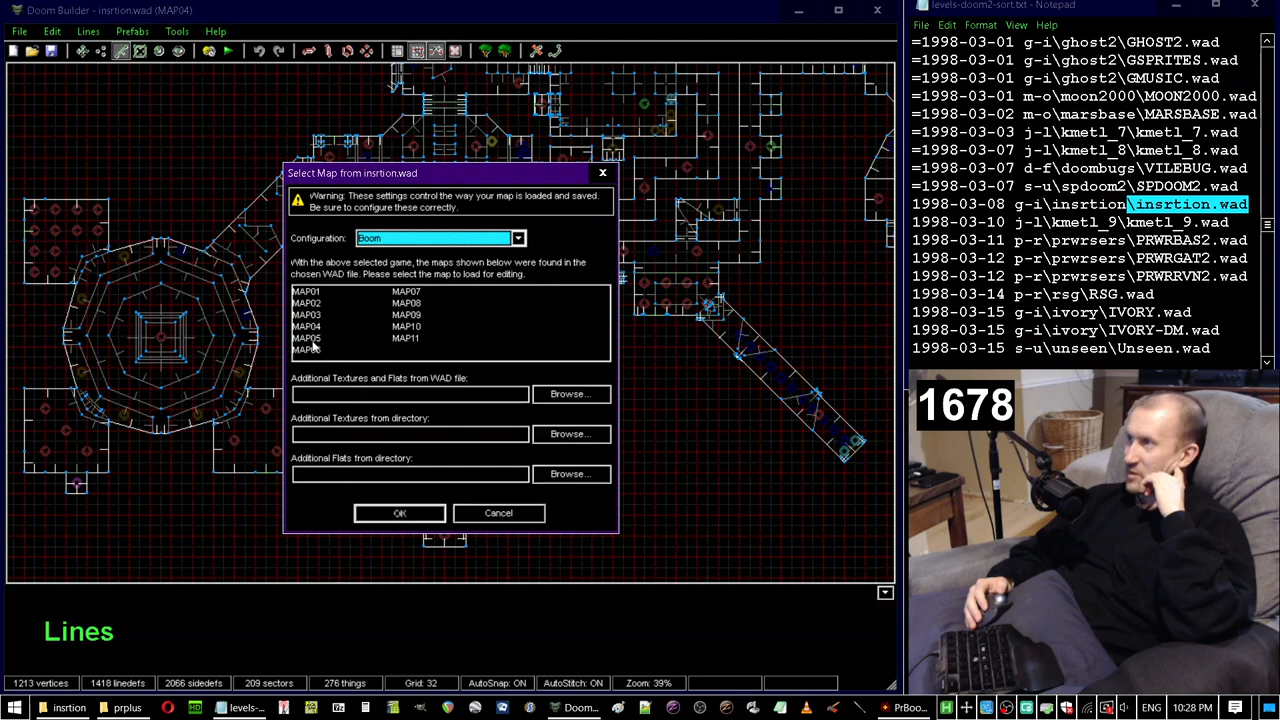 Doom Builder - insrtion.wad (MAP04)
File Edit Lines Prefabs Tools Help
Select Map from insrtion.wad
Warning: These settings control the way your map is loaded and saved.
Be sure to configure these correctly.
Configuration: Boom
With the above selected game, the maps shown below were found in the
chosen WAD file. Please select the map to load for editing.
MAP01 MAP07
MAP02 MAP08
MAP03 MAP09
MAP04 MAP10
MAP05 MAP11
MAP06
Additional Textures and Flats from WAD file:
Browse...
Additional Textures from directory:
Browse...
Additional Flats from directory:
Browse...
OK Cancel
Lines
1213 vertices 1418 linedefs 2066 sidedefs 209 sectors 276 things Grid: 32 AutoSnap: ON AutoStitch: ON Zoom: 39%
levels-doom2-sort.txt - Notepad
File Edit Format View Help
=1998-03-01 g-i\ghost2\GHOST2.wad
=1998-03-01 g-i\ghost2\GSPRITES.wad
=1998-03-01 g-i\ghost2\GMUSIC.wad
=1998-03-01 m-o\moon2000\MOON2000.wad
=1998-03-02 m-o\marsbase\MARSBASE.wad
=1998-03-03 j-l\kmetl_7\kmetl_7.wad
=1998-03-07 j-l\kmetl_8\kmetl_8.wad
=1998-03-07 d-f\doombugs\VILEBUG.wad
=1998-03-07 s-u\spdoom2\SPDOOM2.wad
1998-03-08 g-i\insrtion\insrtion.wad
1998-03-10 j-l\kmetl_9\kmetl_9.wad
1998-03-11 p-r\prwrsers\PRWRBAS2.wad
1998-03-12 p-r\prwrsers\PRWRGAT2.wad
1998-03-12 p-r\prwrsers\PRWRRVN2.wad
1998-03-14 p-r\rsg\RSG.wad
1998-03-15 g-i\ivory\IVORY.wad
1998-03-15 g-i\ivory\IVORY-DM.wad
1998-03-15 s-u\unseen\Unseen.wad
1678
insrtion prplus levels-... Doom... PrBoo... ENG 10:28 PM